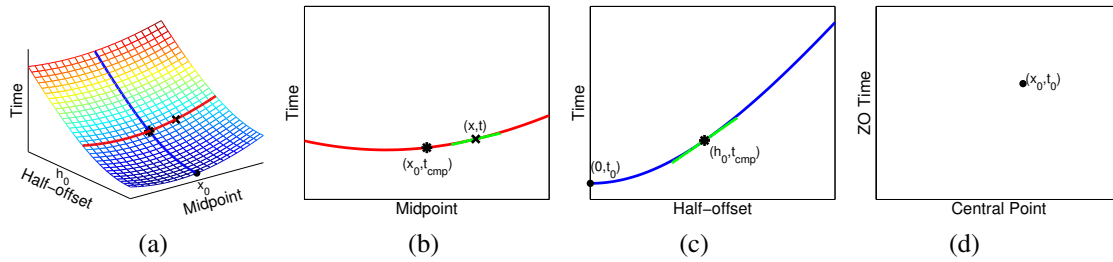 Time
h0
Half-offset
x0
Midpoint
(a)
Time
(x,t)
(x0,tcmp)
Midpoint
(b)
Time
(0,t0)
(h0,tcmp)
Half-offset
(c)
ZO Time
(x0,t0)
Central Point
(d)